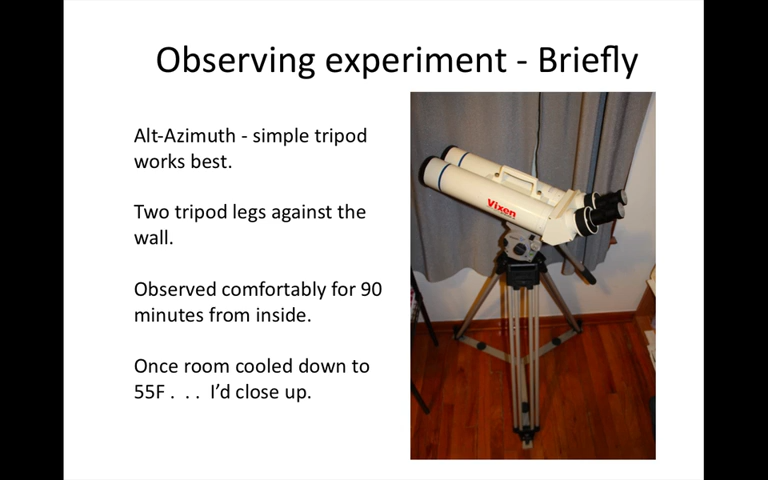 Observing experiment - Briefly
Alt-Azimuth - simple tripod
works best.
Two tripod legs against the
wall.
Observed comfortably for 90
minutes from inside.
Once room cooled down to
55F . . . I’d close up.
Vixen